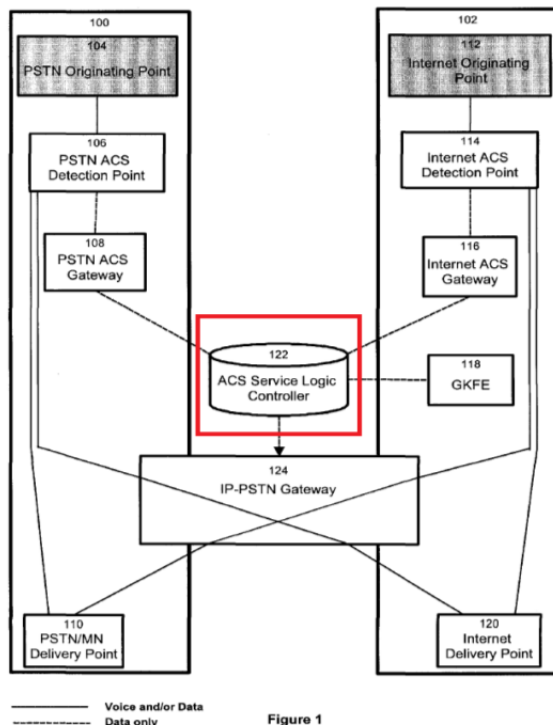 100
104
PSTN Originating Point
106
PSTN ACS
Detection Point
108
PSTN ACS
Gateway
102
112
Internet Originating
Point
114
Internet ACS
Detection Point
116
Internet ACS
Gateway
122
ACS Service Logic
Controller
118
GKFE
124
IP-PSTN Gateway
110
PSTN/MN
Delivery Point
120
Internet
Delivery Point
Voice and/or Data
Data only
Figure 1